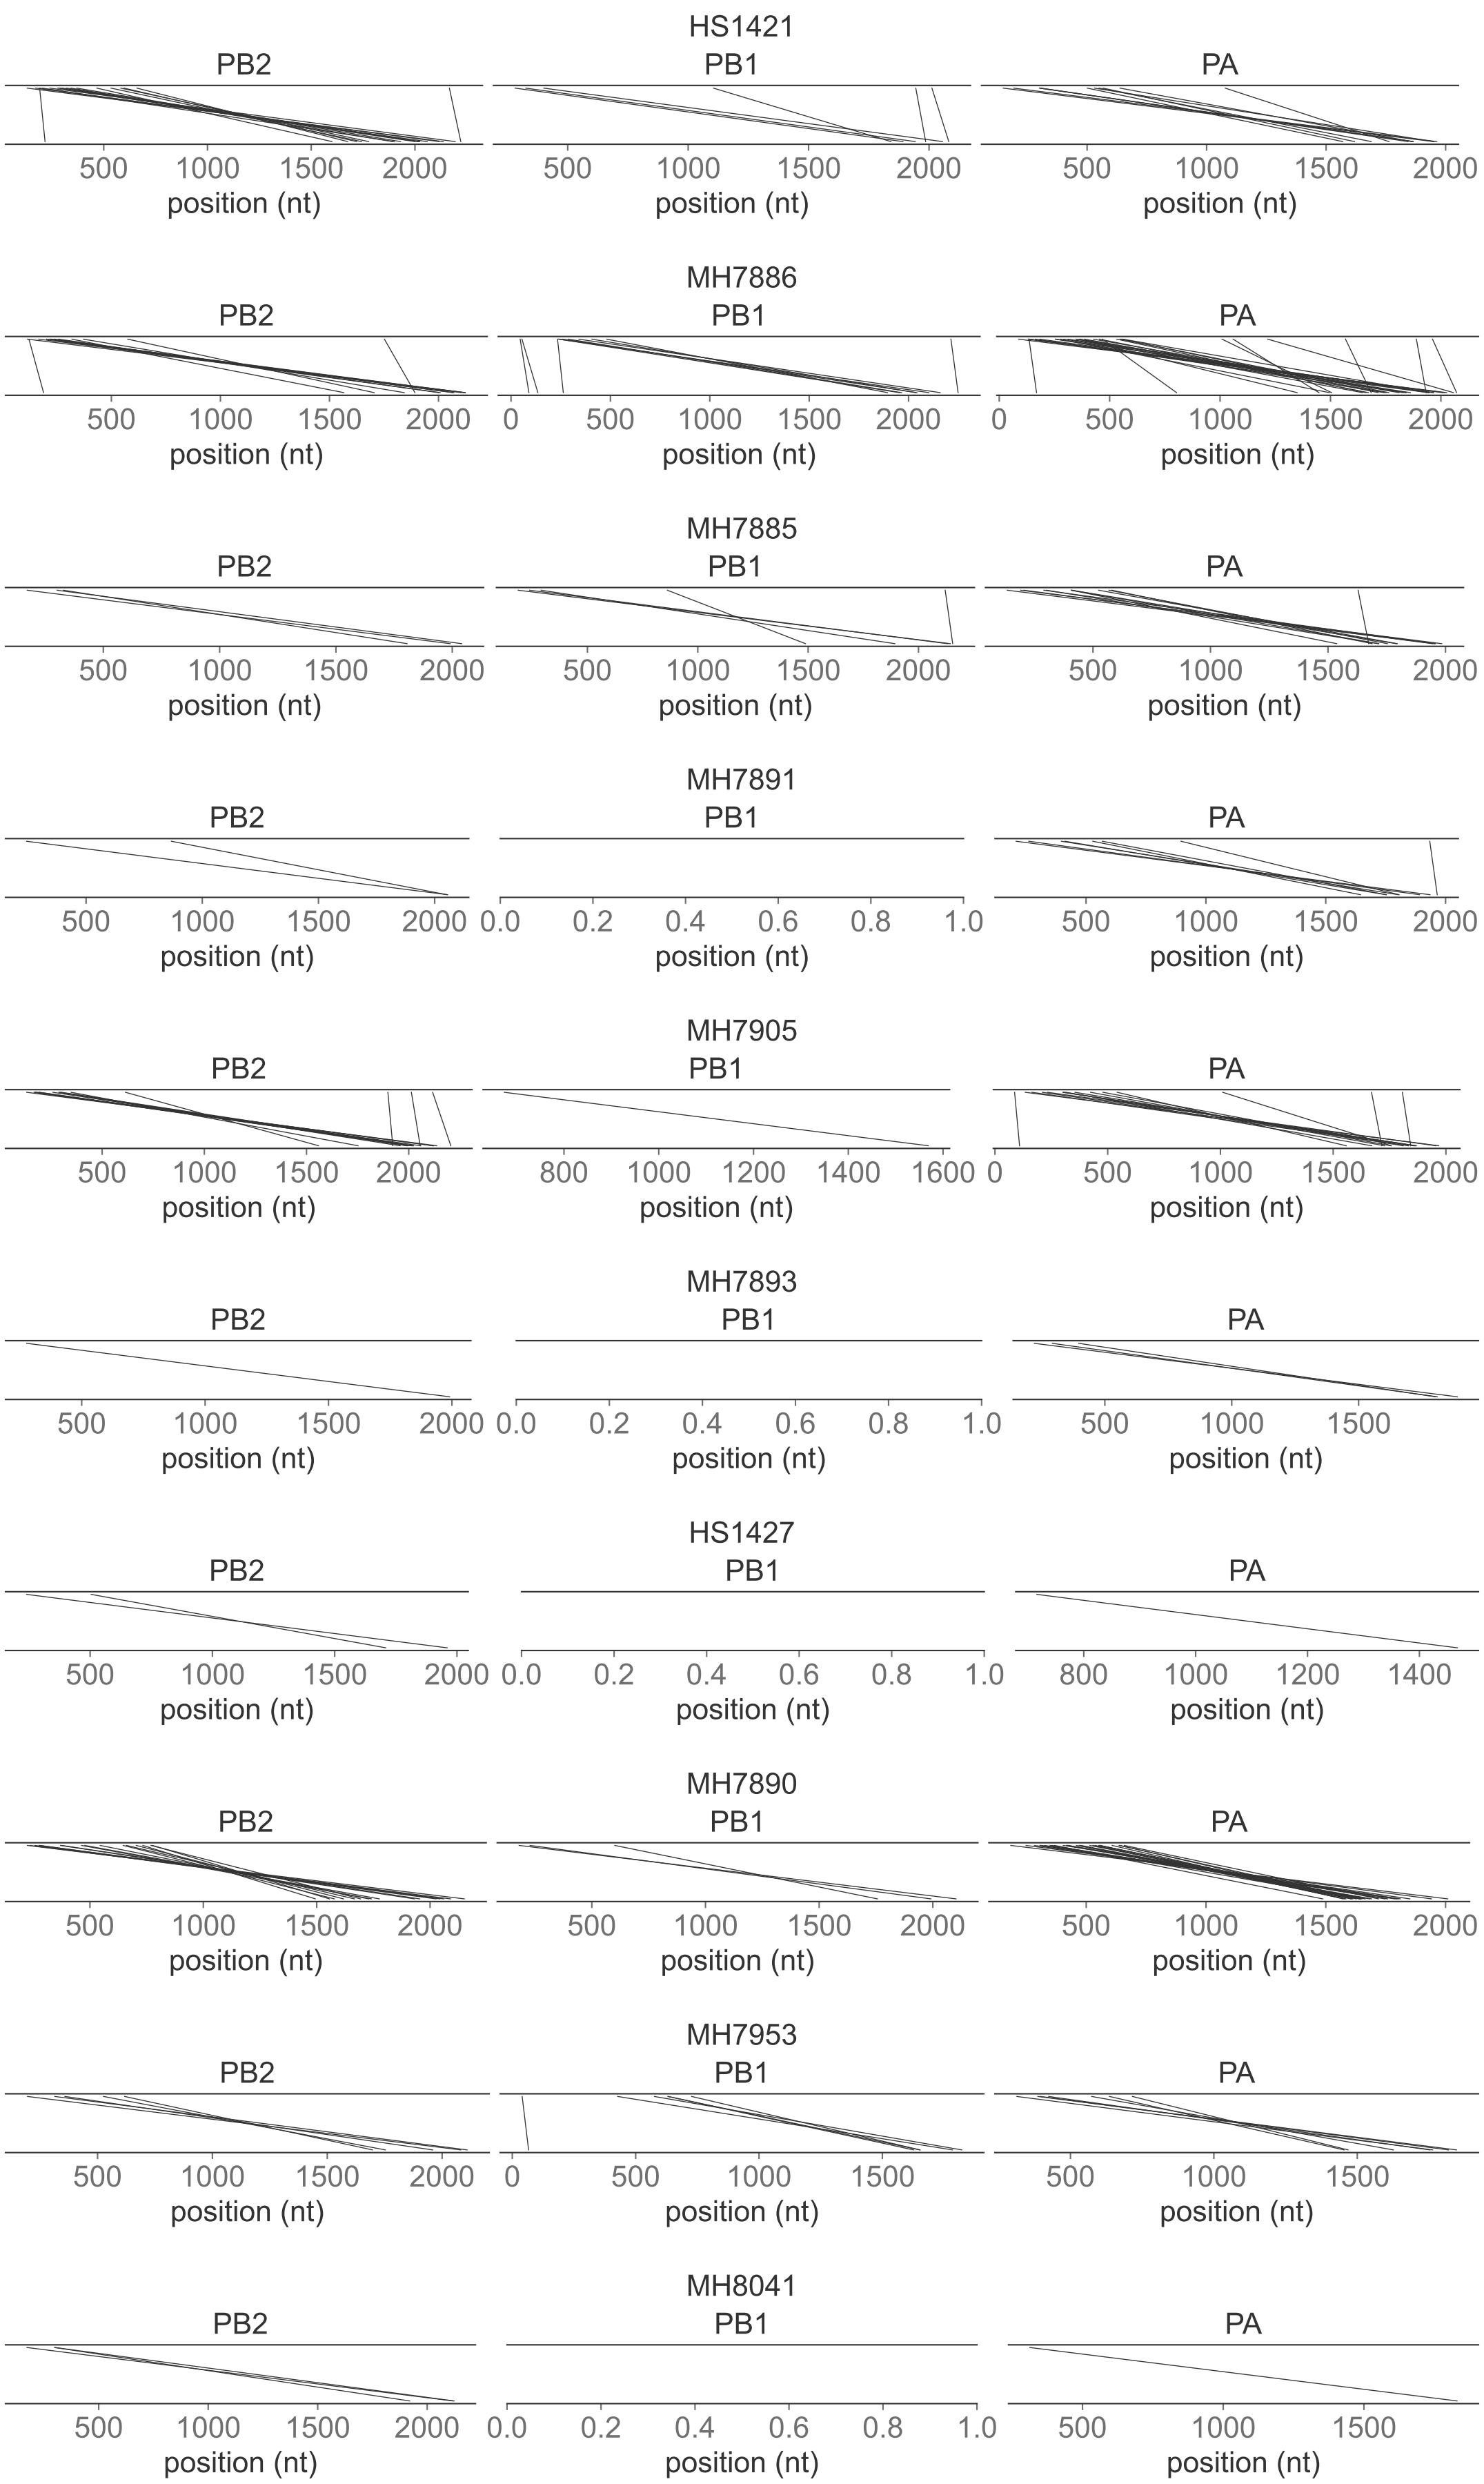 HS1421
PB2 PB1 PA
500 1000 1500 2000 500 1000 1500 2000 500 1000 1500 2000
position (nt) position (nt) position (nt)
MH7886
PB2 PB1 PA
500 1000 1500 2000 0 500 1000 1500 2000 0 500 1000 1500 2000
position (nt) position (nt) position (nt)
MH7885
PB2 PB1 PA
500 1000 1500 2000 500 1000 1500 2000 500 1000 1500 2000
position (nt) position (nt) position (nt)
MH7891
PB2 PB1 PA
500 1000 1500 2000 0.0 0.2 0.4 0.6 0.8 1.0 500 1000 1500 2000
position (nt) position (nt) position (nt)
MH7905
PB2 PB1 PA
500 1000 1500 2000 800 1000 1200 1400 1600 0 500 1000 1500 2000
position (nt) position (nt) position (nt)
MH7893
PB2 PB1 PA
500 1000 1500 2000 0.0 0.2 0.4 0.6 0.8 1.0 500 1000 1500
position (nt) position (nt) position (nt)
HS1427
PB2 PB1 PA
500 1000 1500 2000 0.0 0.2 0.4 0.6 0.8 1.0 800 1000 1200 1400
position (nt) position (nt) position (nt)
MH7890
PB2 PB1 PA
500 1000 1500 2000 500 1000 1500 2000 500 1000 1500 2000
position (nt) position (nt) position (nt)
MH7953
PB2 PB1 PA
500 1000 1500 2000 0 500 1000 1500 500 1000 1500
position (nt) position (nt) position (nt)
MH8041
PB2 PB1 PA
500 1000 1500 2000 0.0 0.2 0.4 0.6 0.8 1.0 500 1000 1500
position (nt) position (nt) position (nt)